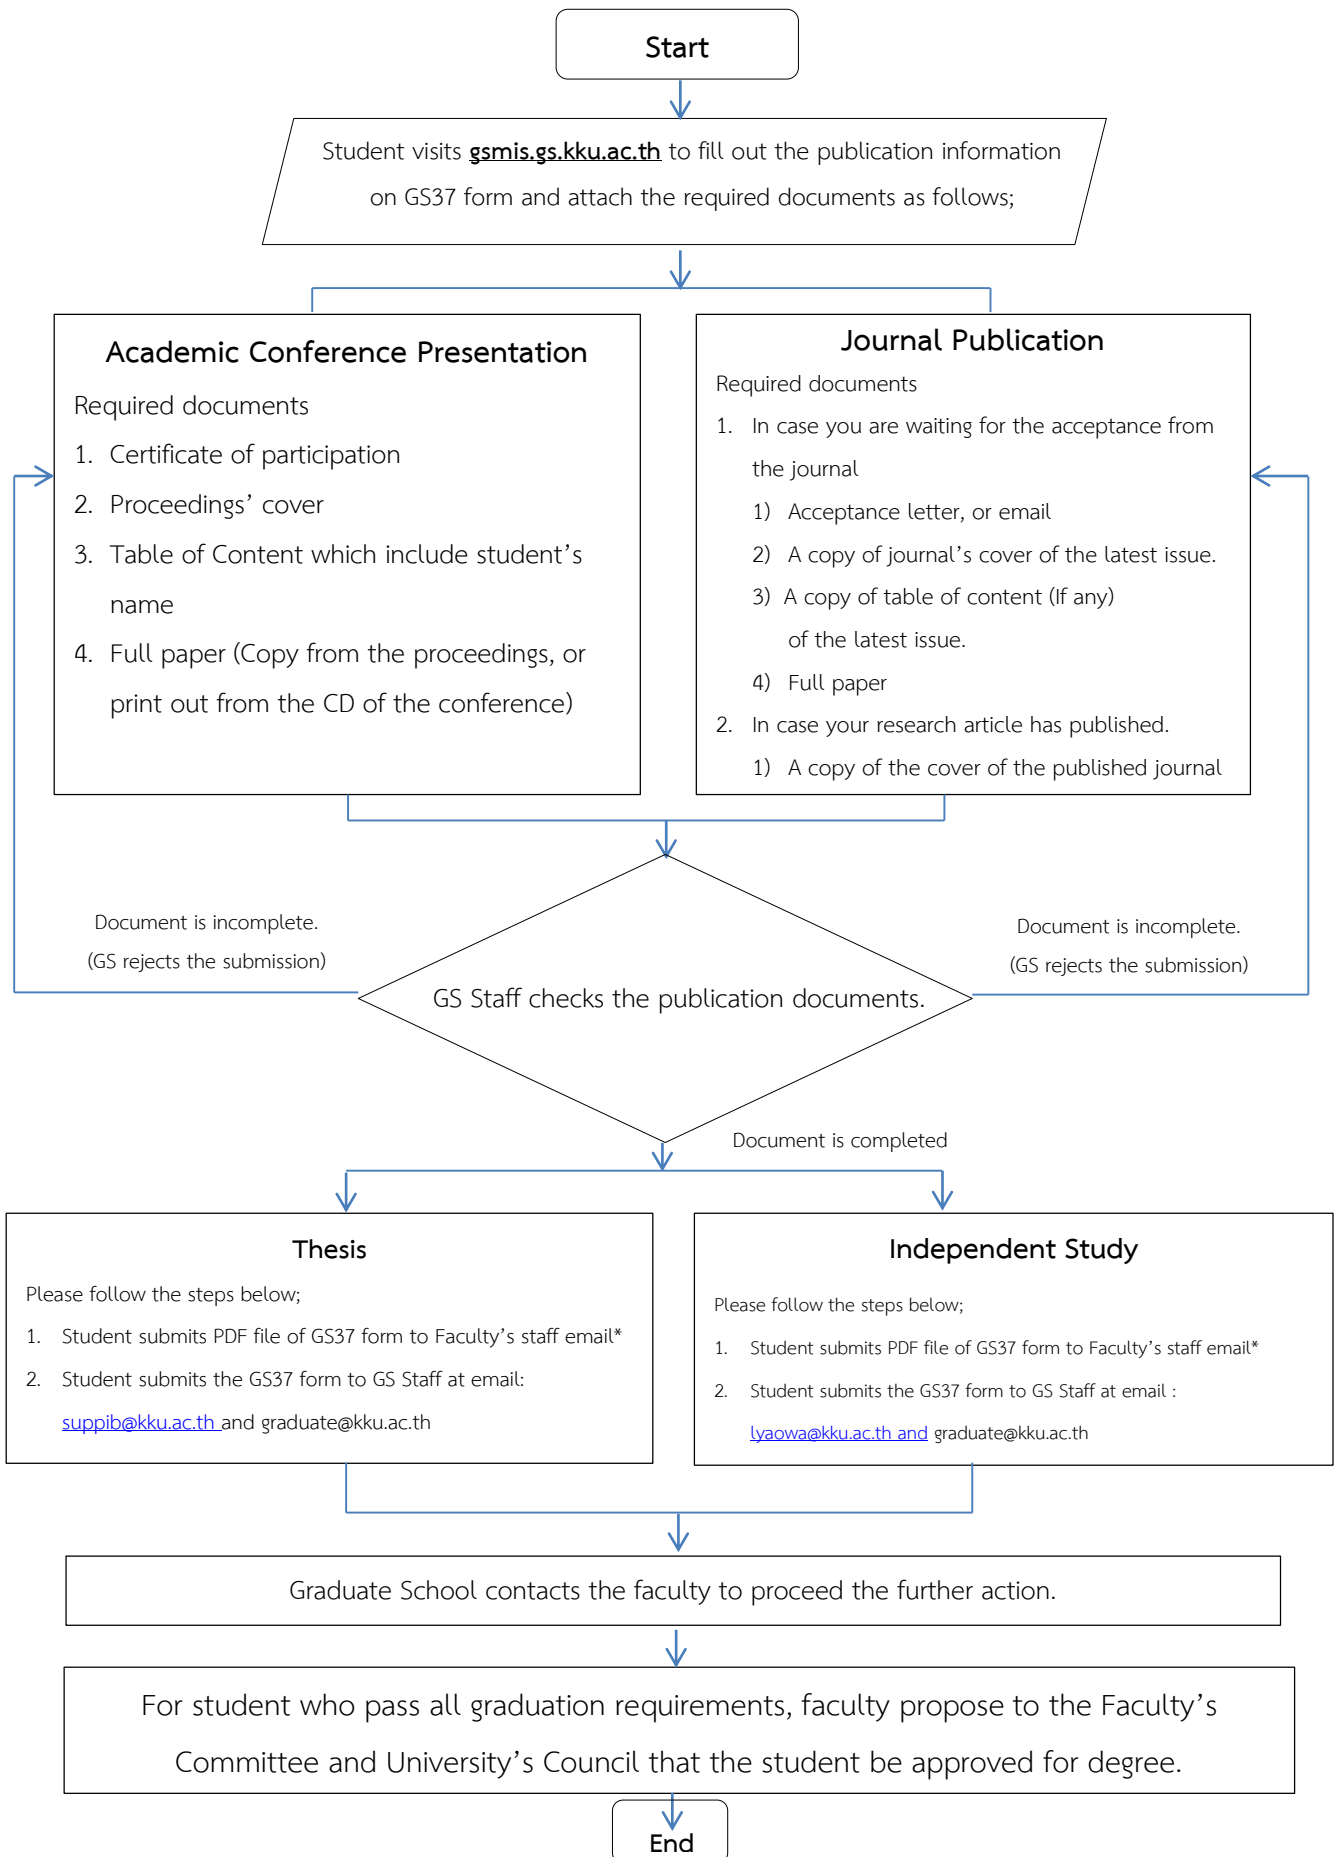 Start
Student visits gsmis.gs.kku.ac.th to fill out the publication information
on GS37 form and attach the required documents as follows;
Academic Conference Presentation
Required documents
1. Certificate of participation
2. Proceedings’ cover
3. Table of Content which include student’s
name
4. Full paper (Copy from the proceedings, or
print out from the CD of the conference)
Journal Publication
Required documents
1. In case you are waiting for the acceptance from
the journal
1) Acceptance letter, or email
2) A copy of journal’s cover of the latest issue.
3) A copy of table of content (If any)
of the latest issue.
4) Full paper
2. In case your research article has published.
1) A copy of the cover of the published journal
Document is incomplete.
(GS rejects the submission)
Document is incomplete.
(GS rejects the submission)
GS Staff checks the publication documents.
Document is completed
Thesis
Please follow the steps below;
1. Student submits PDF file of GS37 form to Faculty’s staff email*
2. Student submits the GS37 form to GS Staff at email:
suppib@kku.ac.th and graduate@kku.ac.th
Independent Study
Please follow the steps below;
1. Student submits PDF file of GS37 form to Faculty’s staff email*
2. Student submits the GS37 form to GS Staff at email :
lyaowa@kku.ac.th and graduate@kku.ac.th
Graduate School contacts the faculty to proceed the further action.
For student who pass all graduation requirements, faculty propose to the Faculty’s
Committee and University’s Council that the student be approved for degree.
End